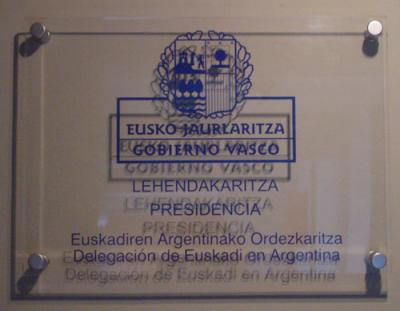 EUSKO JAURLARITZA
GOBIERNO VASCO
LEHENDAKARITZA
PRESIDENCIA
Euskadiren Argentinako Ordezkaritza
Delegación de Euskadi en Argentina